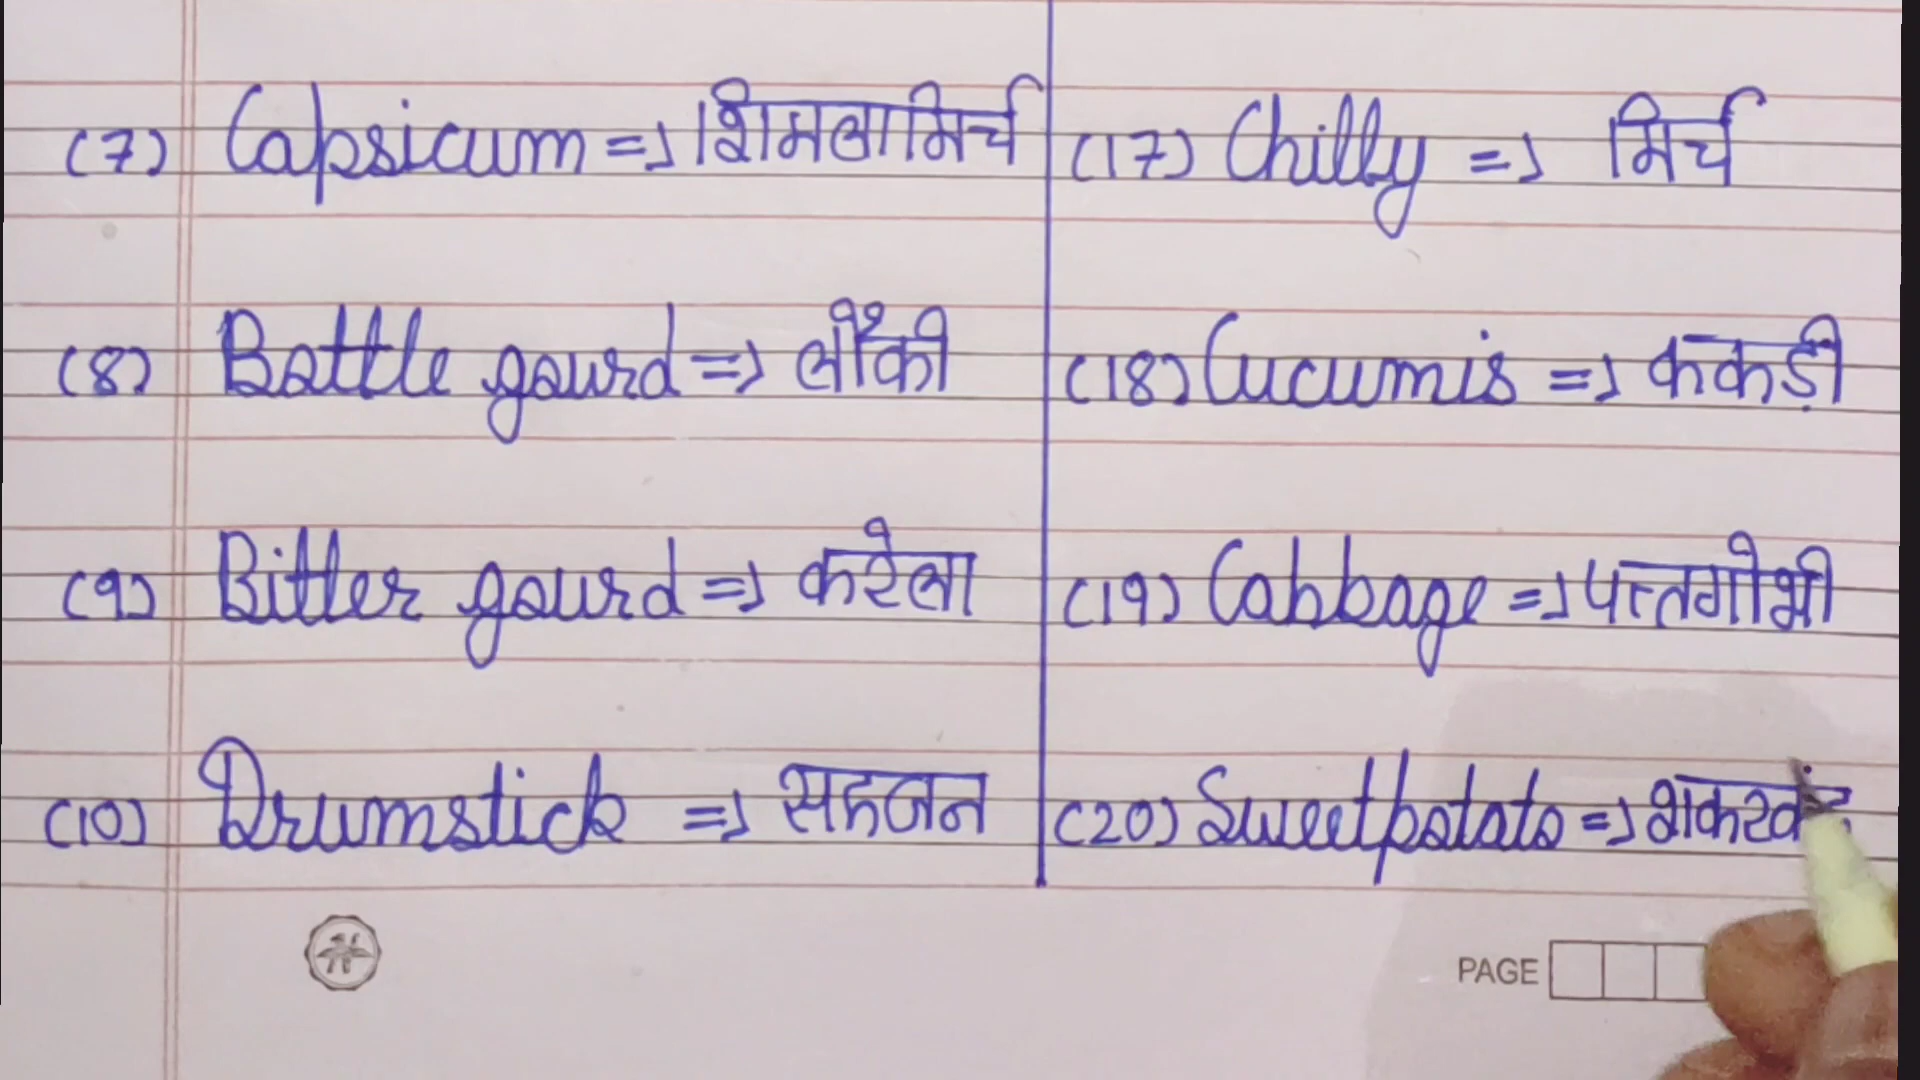 (7) Capsicum => शिमलामिर्च
(8) Bottle gourd => लौकी
(9) Bitter gourd => करेला
(10) Drumstick => सहजन
(17) Chilly => मिर्च
(18) Cucumis => ककड़ी
(19) Cabbage => पत्तगोभी
(20) Sweetpotato => शकरकंद
PAGE